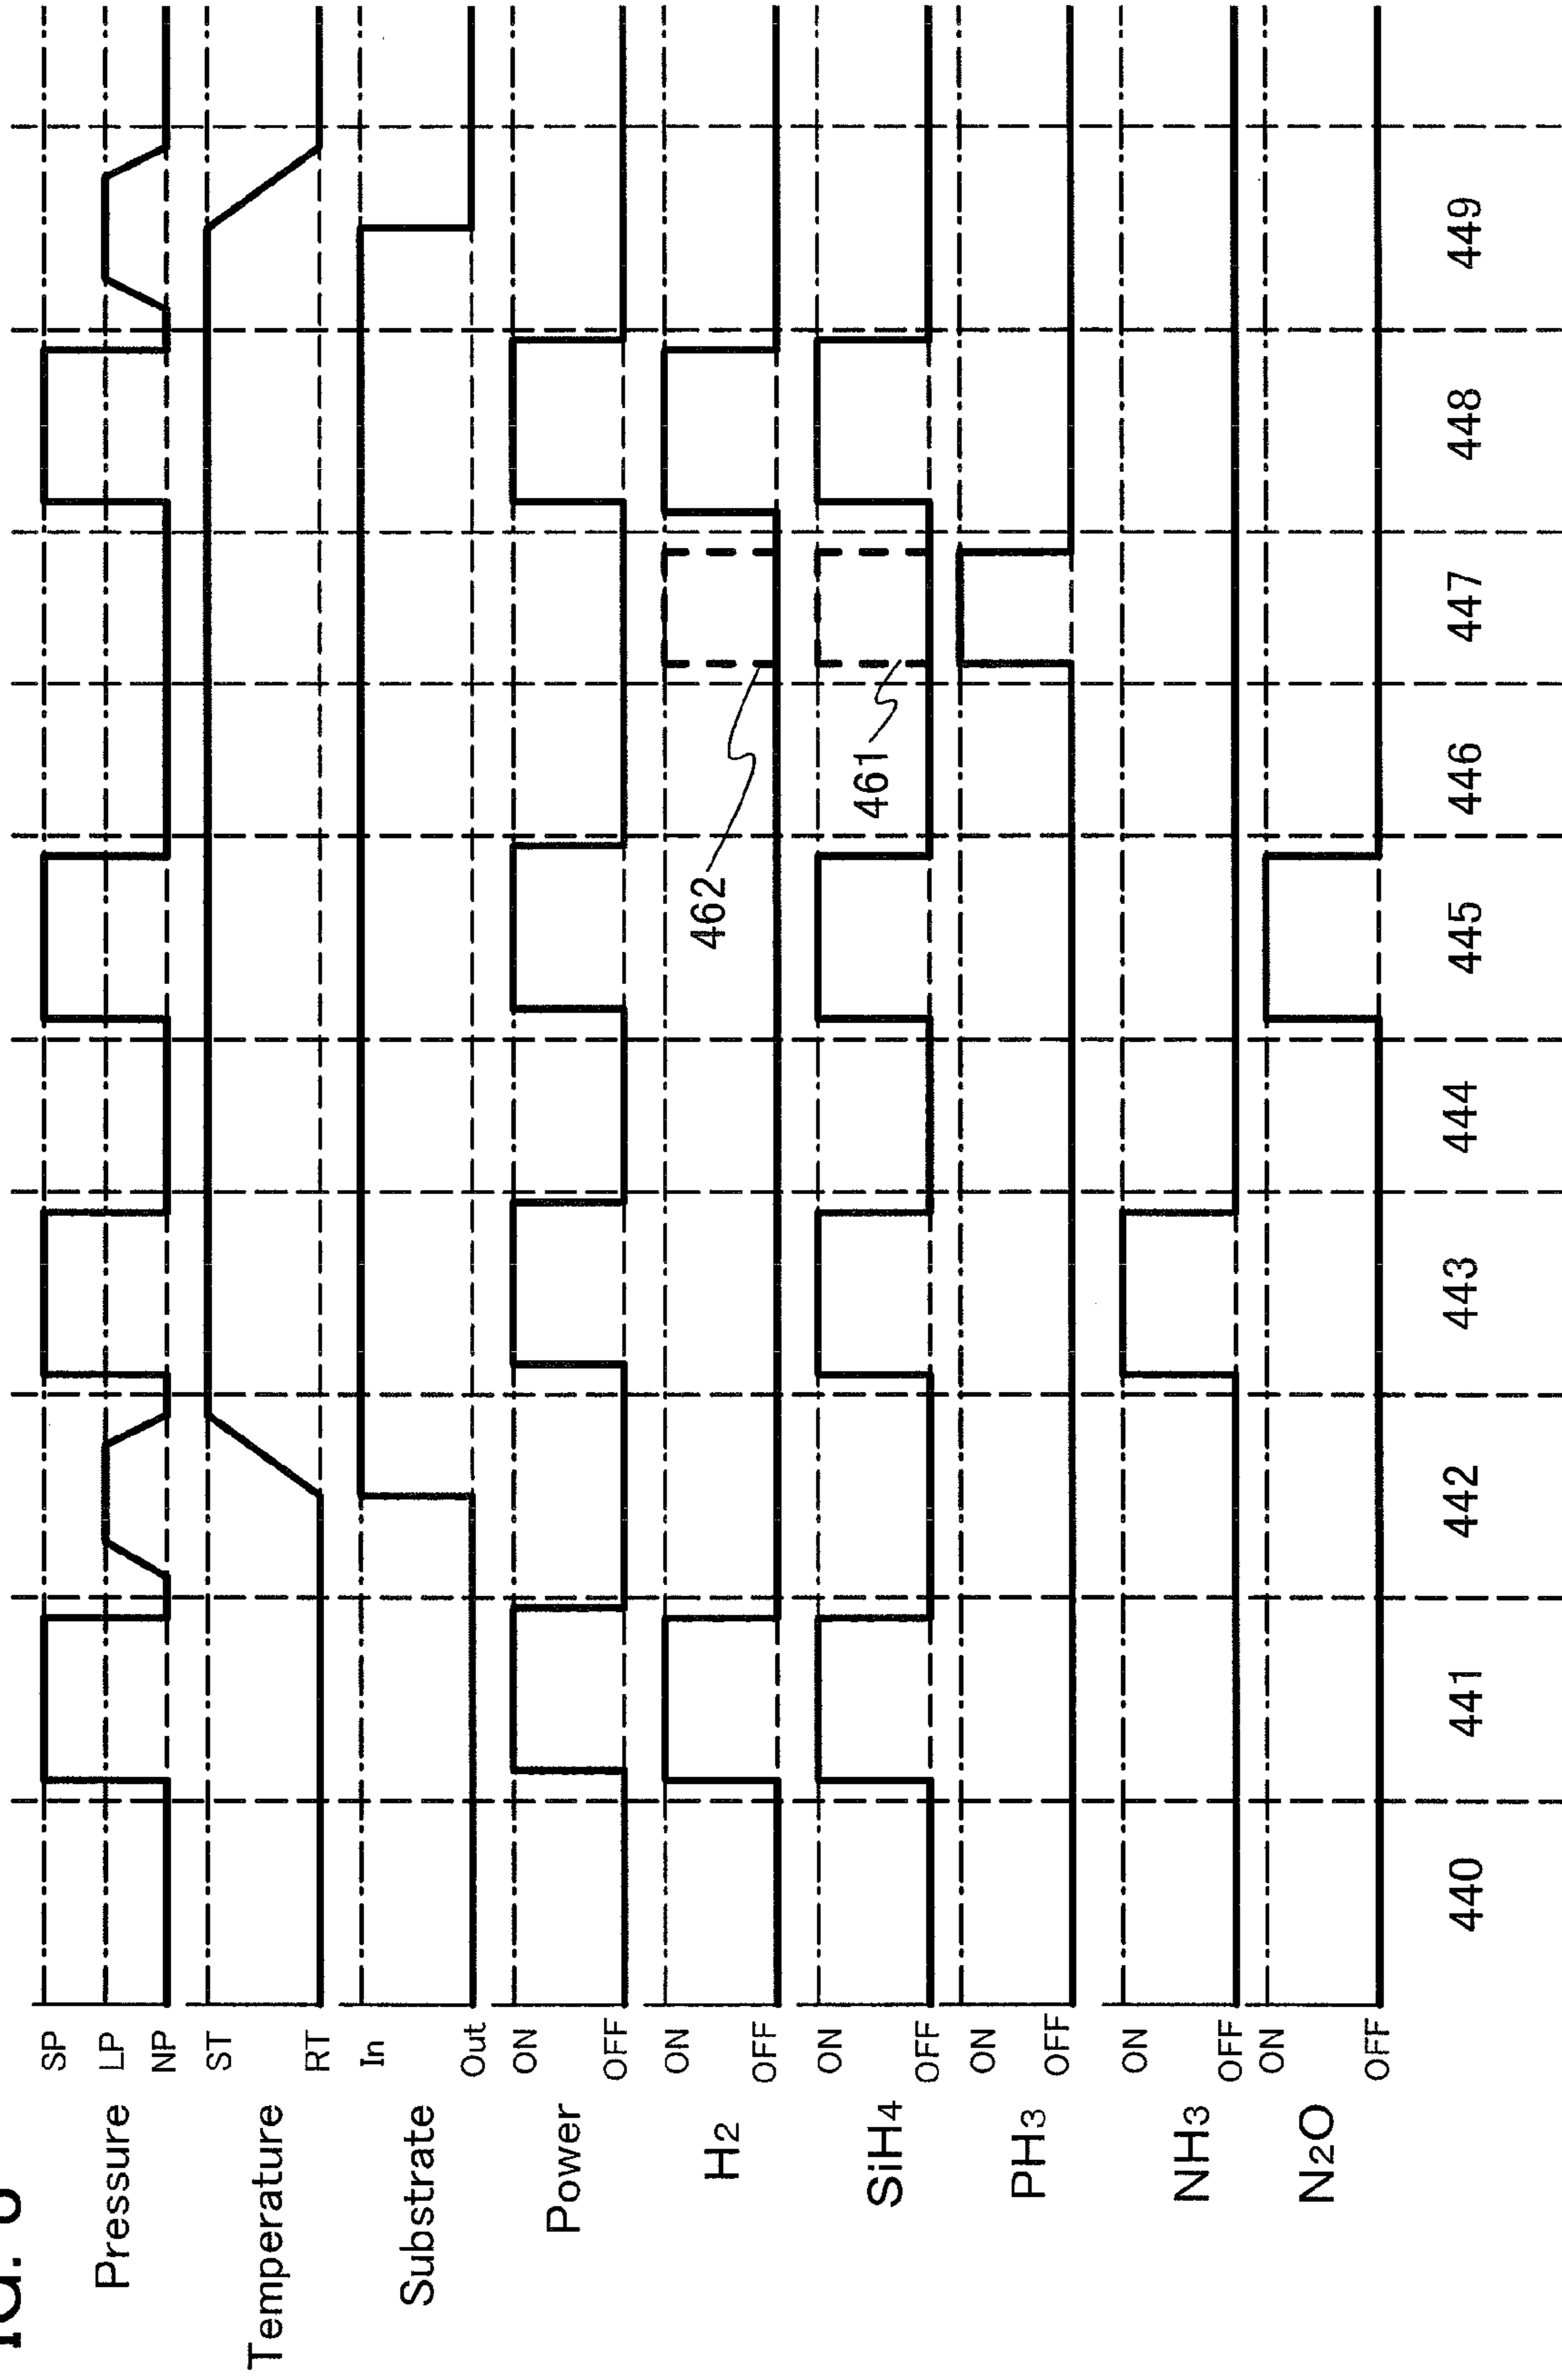 SP
LP
NP
Pressure
ST
RT
Temperature
In
Out
Substrate
ON
OFF
Power
ON
OFF
H2
462
ON
OFF
SiH4
461
ON
OFF
PH3
ON
OFF
NH3
ON
OFF
N2O
440 441 442 443 444 445 446 447 448 449